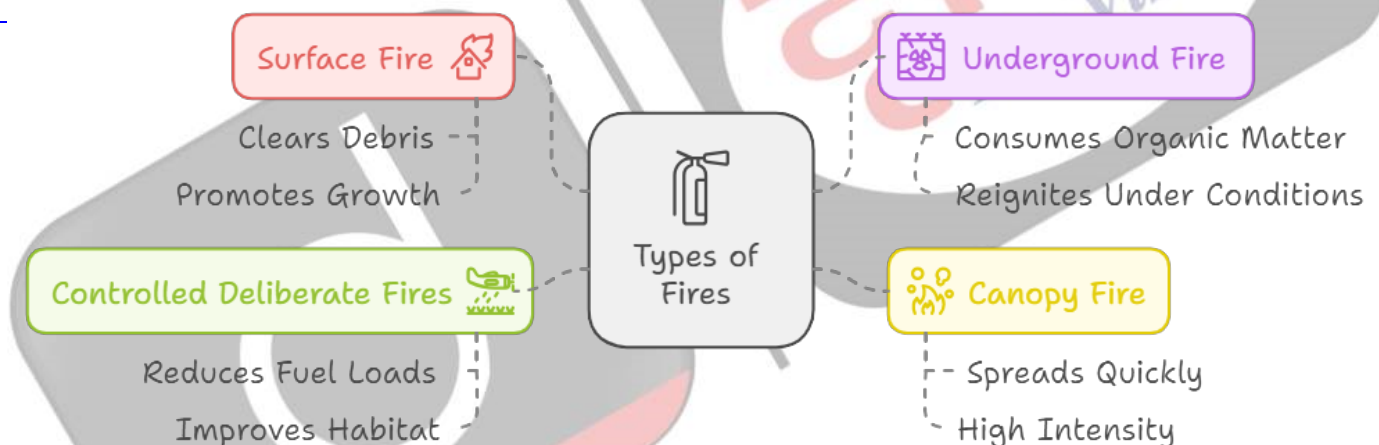 Surface Fire
Clears Debris
Promotes Growth
Controlled Deliberate Fires
Reduces Fuel Loads
Improves Habitat
Types of
Fires
Underground Fire
Consumes Organic Matter
Reignites Under Conditions
Canopy Fire
Spreads Quickly
High Intensity